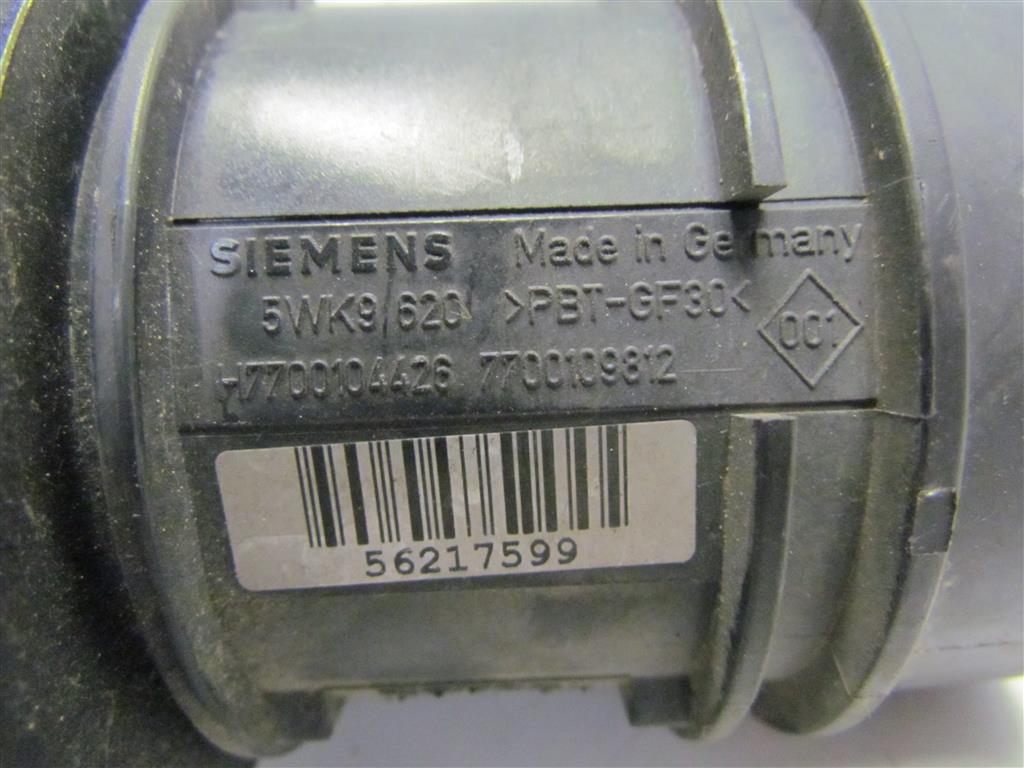 SIEMENS Made in Germany
5WK9 620 >PBT-GF30<
001
H7700104426 7700109812
56217599